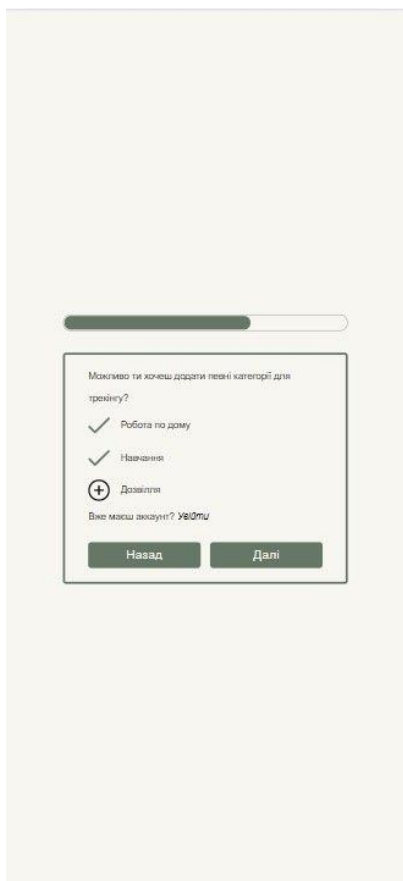 Можливо ти хочеш додати певні категорії для
трекінгу?
Робота по дому
Навчання
Дозвілля
Вже маєш аккаунт? Увійти
Назад Далі